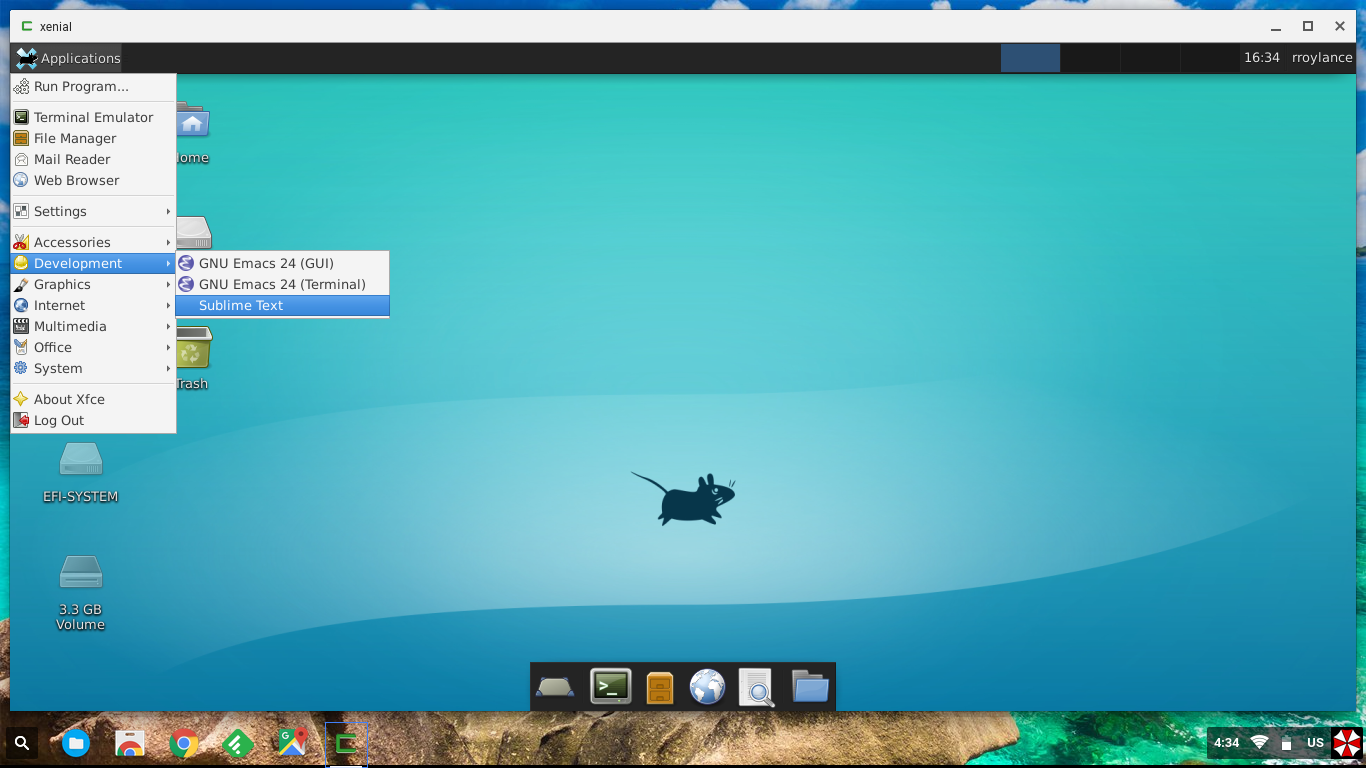 xenial
Applications
16:34 rroylance
Run Program...
Terminal Emulator
File Manager
Mail Reader
Web Browser
Settings
Accessories
Development
Graphics
Internet
Multimedia
Office
System
About Xfce
Log Out
GNU Emacs 24 (GUI)
GNU Emacs 24 (Terminal)
Sublime Text
ome
Trash
EFI-SYSTEM
3.3 GB
Volume
4:34 US